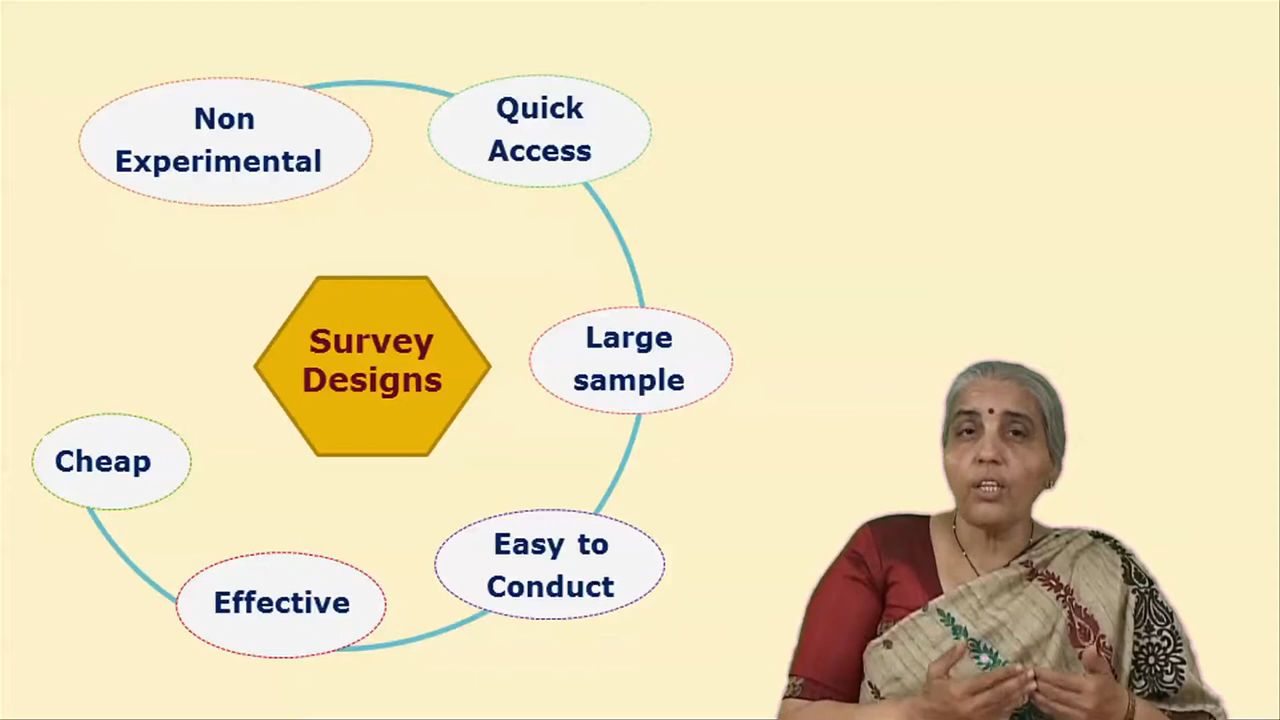 Non
Experimental
Quick
Access
Large
sample
Easy to
Conduct
Effective
Cheap
Survey
Designs